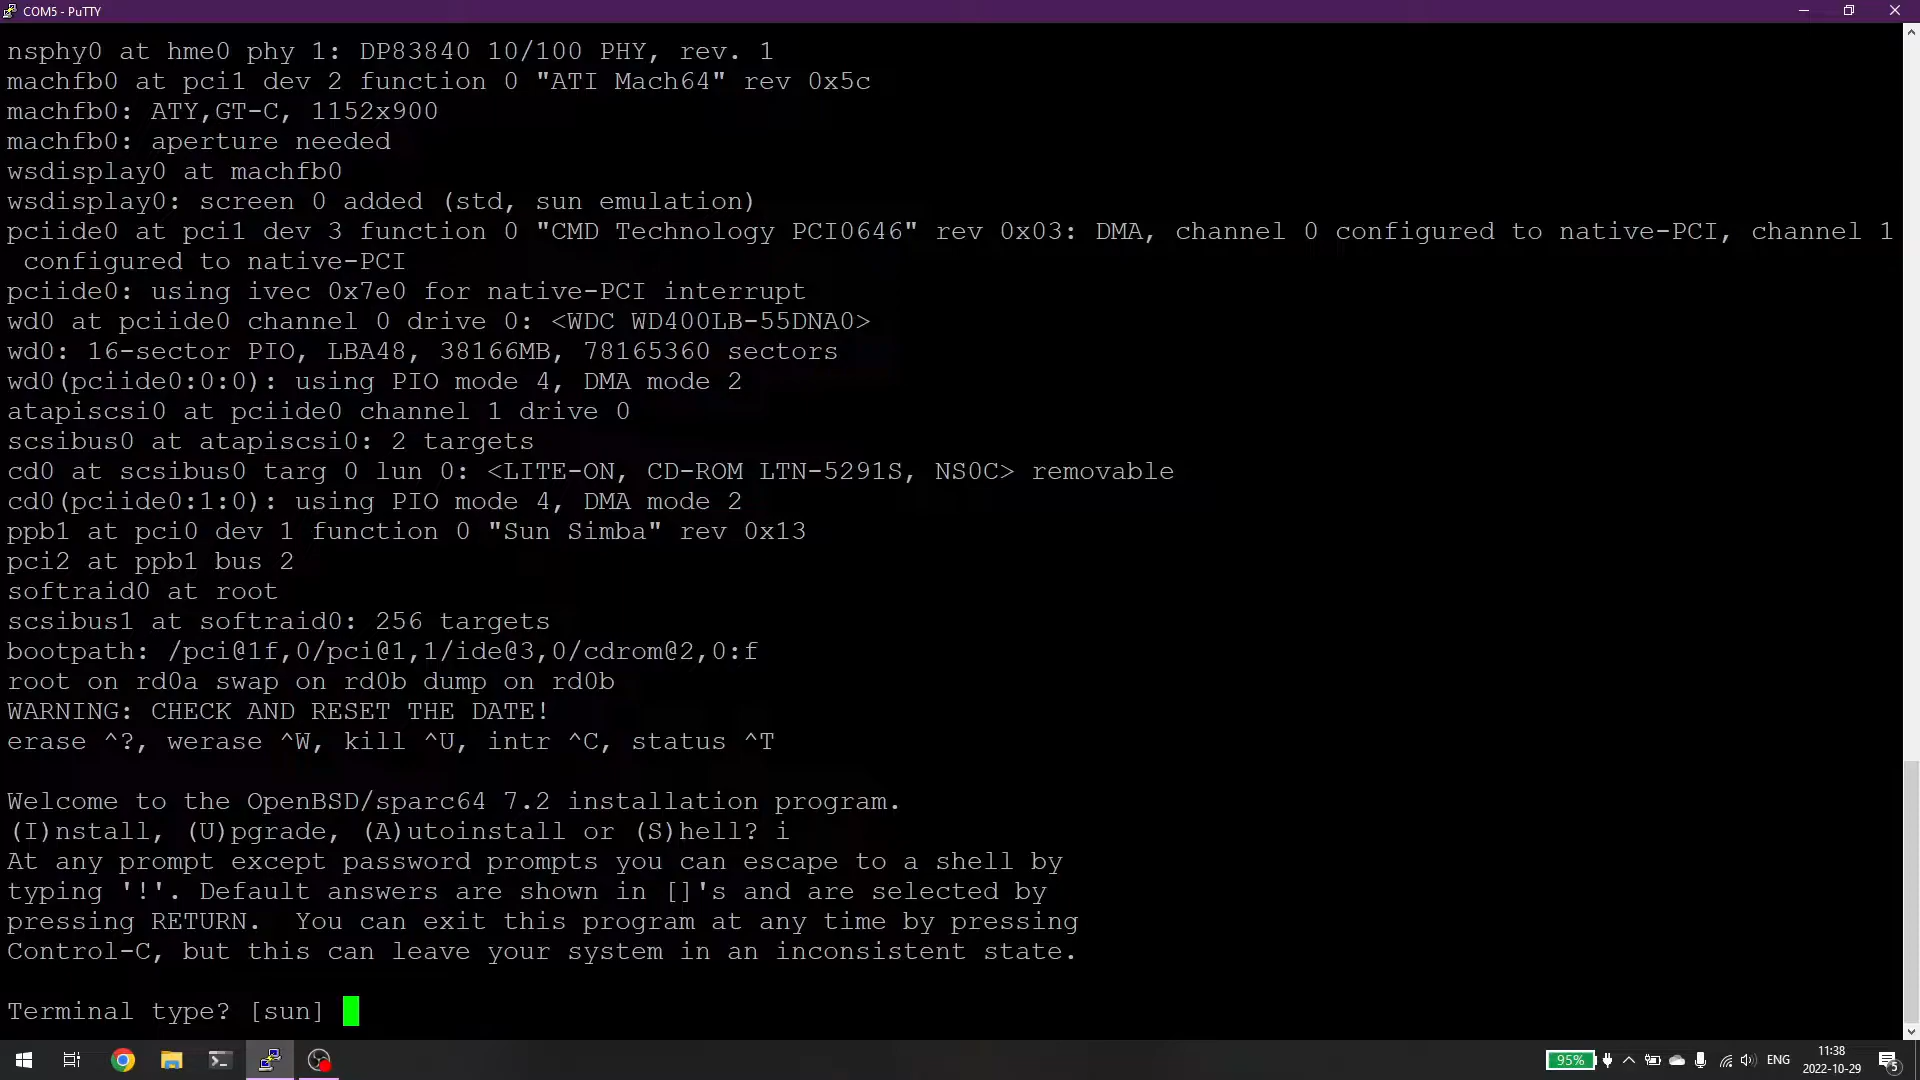 COM5 - PuTTY
nsphy0 at hme0 phy 1: DP83840 10/100 PHY, rev. 1
machfb0 at pci1 dev 2 function 0 "ATI Mach64" rev 0x5c
machfb0: ATY,GT-C, 1152x900
machfb0: aperture needed
wsdisplay0 at machfb0
wsdisplay0: screen 0 added (std, sun emulation)
pciide0 at pci1 dev 3 function 0 "CMD Technology PCI0646" rev 0x03: DMA, channel 0 configured to native-PCI, channel 1
 configured to native-PCI
pciide0: using ivec 0x7e0 for native-PCI interrupt
wd0 at pciide0 channel 0 drive 0: <WDC WD400LB-55DNA0>
wd0: 16-sector PIO, LBA48, 38166MB, 78165360 sectors
wd0(pciide0:0:0): using PIO mode 4, DMA mode 2
atapiscsi0 at pciide0 channel 1 drive 0
scsibus0 at atapiscsi0: 2 targets
cd0 at scsibus0 targ 0 lun 0: <LITE-ON, CD-ROM LTN-5291S, NS0C> removable
cd0(pciide0:1:0): using PIO mode 4, DMA mode 2
ppb1 at pci0 dev 1 function 0 "Sun Simba" rev 0x13
pci2 at ppb1 bus 2
softraid0 at root
scsibus1 at softraid0: 256 targets
bootpath: /pci@1f,0/pci@1,1/ide@3,0/cdrom@2,0:f
root on rd0a swap on rd0b dump on rd0b
WARNING: CHECK AND RESET THE DATE!
erase ^?, werase ^W, kill ^U, intr ^C, status ^T
Welcome to the OpenBSD/sparc64 7.2 installation program.
(I)nstall, (U)pgrade, (A)utoinstall or (S)hell? i
At any prompt except password prompts you can escape to a shell by
typing '!'. Default answers are shown in []'s and are selected by
pressing RETURN.  You can exit this program at any time by pressing
Control-C, but this can leave your system in an inconsistent state.
Terminal type? [sun]
95%
ENG
11:38
2022-10-29
5